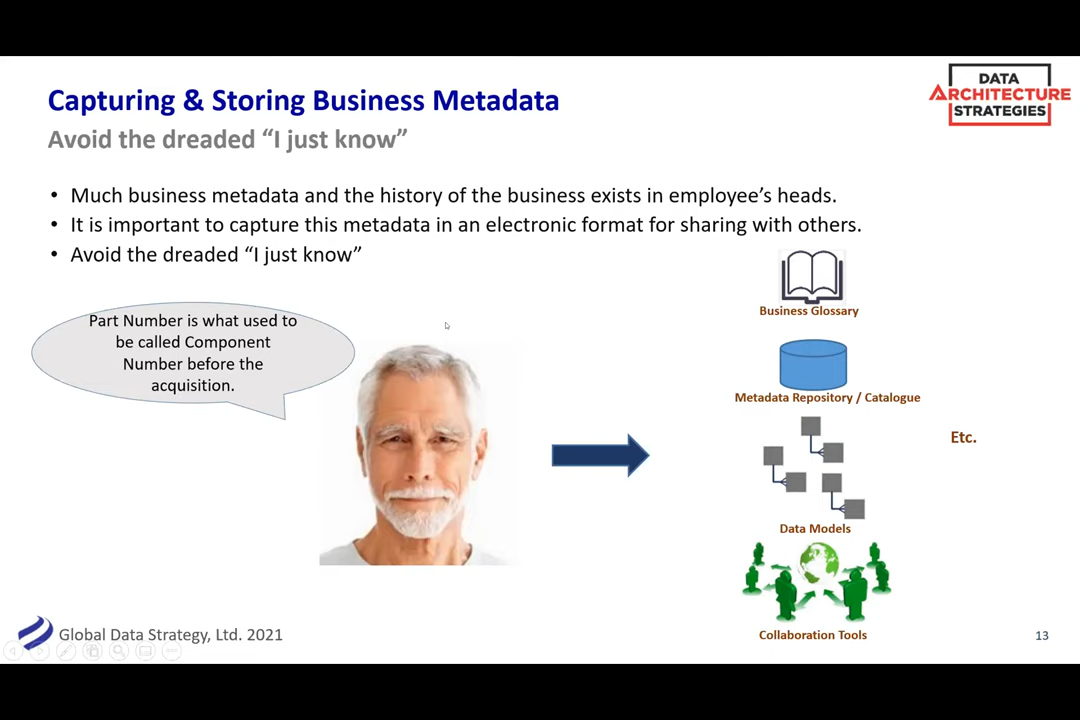 Capturing & Storing Business Metadata
Avoid the dreaded “I just know”
DATA
ARCHITECTURE
STRATEGIES
• Much business metadata and the history of the business exists in employee’s heads.
• It is important to capture this metadata in an electronic format for sharing with others.
• Avoid the dreaded “I just know”
Part Number is what used to
be called Component
Number before the
acquisition.
Business Glossary
Metadata Repository / Catalogue
Etc.
Data Models
Collaboration Tools
Global Data Strategy, Ltd. 2021
13